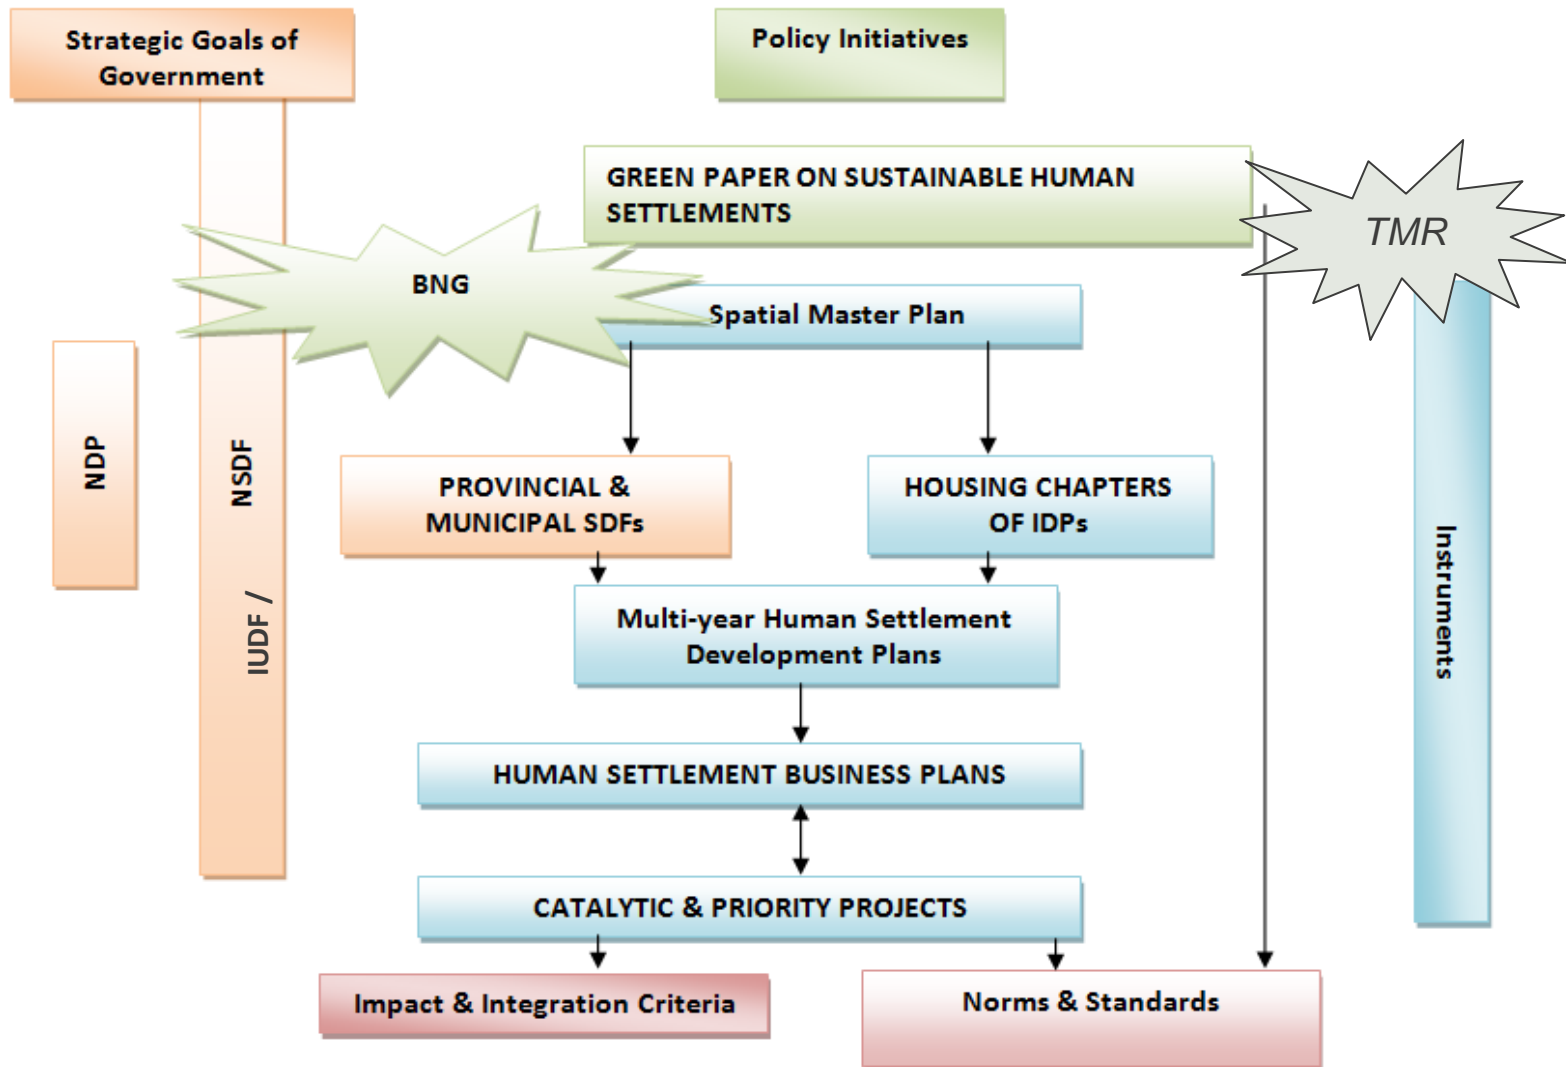 Strategic Goals of
Government
Policy Initiatives
GREEN PAPER ON SUSTAINABLE HUMAN
SETTLEMENTS
TMR
BNG
Spatial Master Plan
NDP
IUDF /
NSDF
PROVINCIAL &
MUNICIPAL SDFs
HOUSING CHAPTERS
OF IDPs
Instruments
Multi-year Human Settlement
Development Plans
HUMAN SETTLEMENT BUSINESS PLANS
CATALYTIC & PRIORITY PROJECTS
Impact & Integration Criteria
Norms & Standards